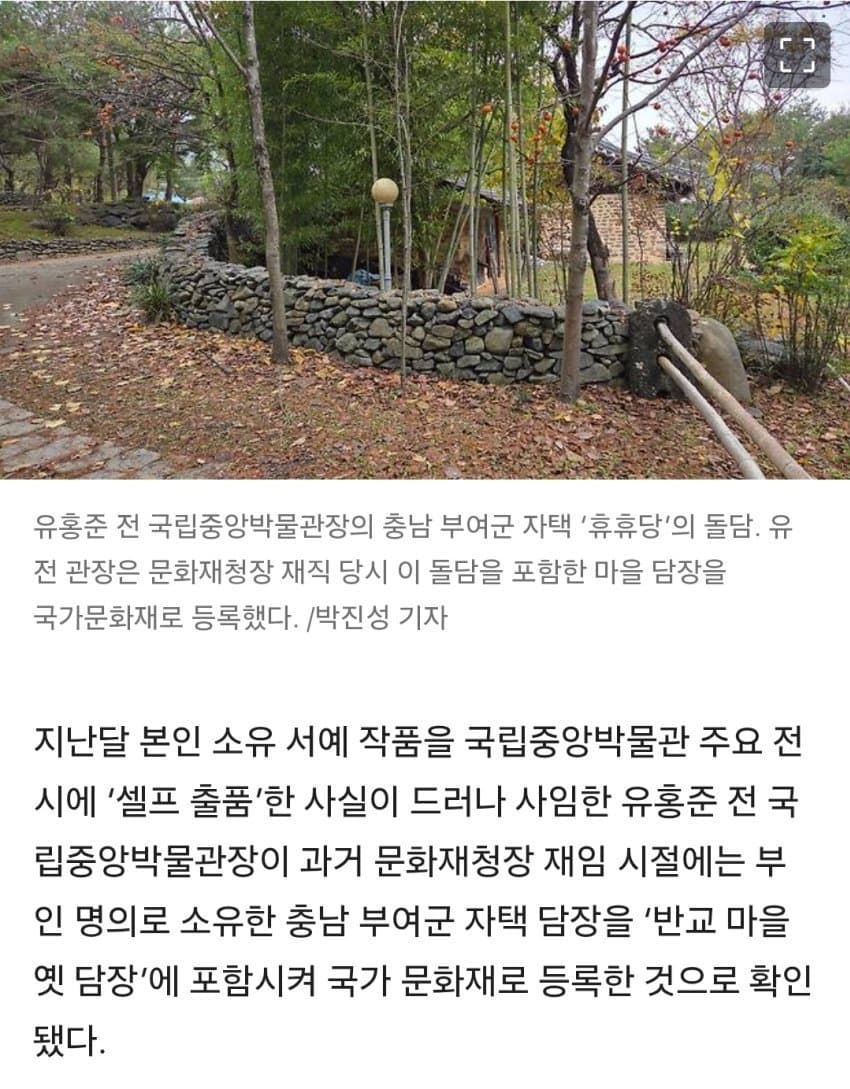 유홍준 전 국립중앙박물관장의 충남 부여군 자택 ‘휴휴당’의 돌담. 유
전 관장은 문화재청장 재직 당시 이 돌담을 포함한 마을 담장을
국가문화재로 등록했다. /박진성 기자
지난달 본인 소유 서예 작품을 국립중앙박물관 주요 전
시에 ‘셀프 출품’한 사실이 드러나 사임한 유홍준 전 국
립중앙박물관장이 과거 문화재청장 재임 시절에는 부
인 명의로 소유한 충남 부여군 자택 담장을 ‘반교 마을
옛 담장’에 포함시켜 국가 문화재로 등록한 것으로 확인
됐다.